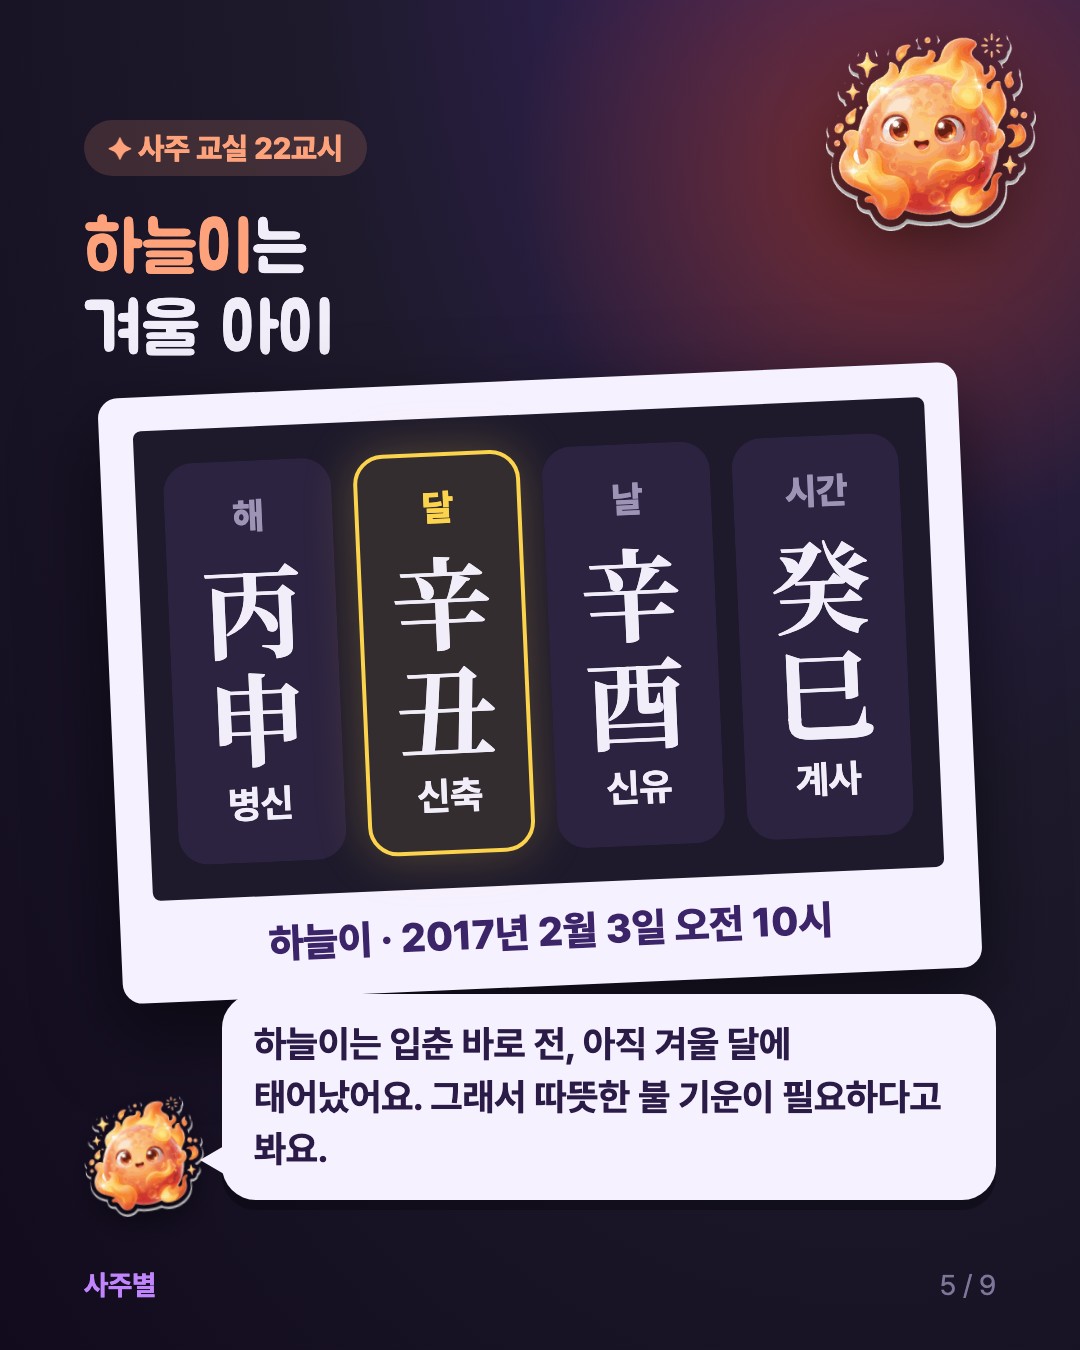 사주 교실 22교시
하늘이는
겨울 아이
해
丙
申
병신
달
辛
丑
신축
날
辛
酉
신유
시간
癸
巳
계사
하늘이 · 2017년 2월 3일 오전 10시
하늘이는 입춘 바로 전, 아직 겨울 달에
태어났어요. 그래서 따뜻한 불 기운이 필요하다고
봐요.
사주별
5 / 9